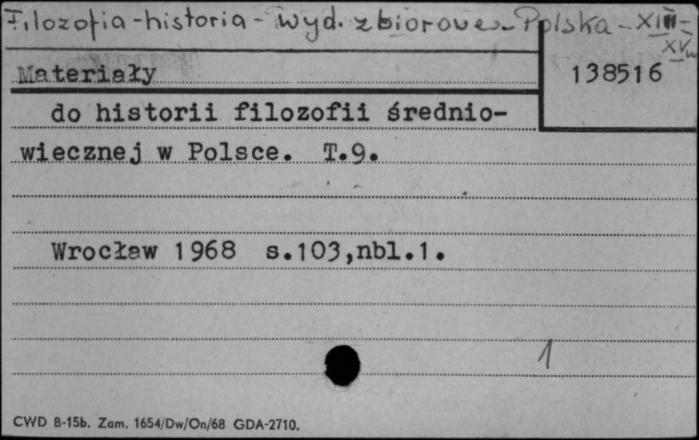 Filozofia-historia-wyd. zbiorowe-Polska-XIII-
XVw
Materiały
138516
do historii filozofii średnio-
wiecznej w Polsce. T.9.
Wrocław 1968 s.103,nbl.1.
1
CWD B-15b. Zam. 1654/Dw/On/68 GDA-2710.